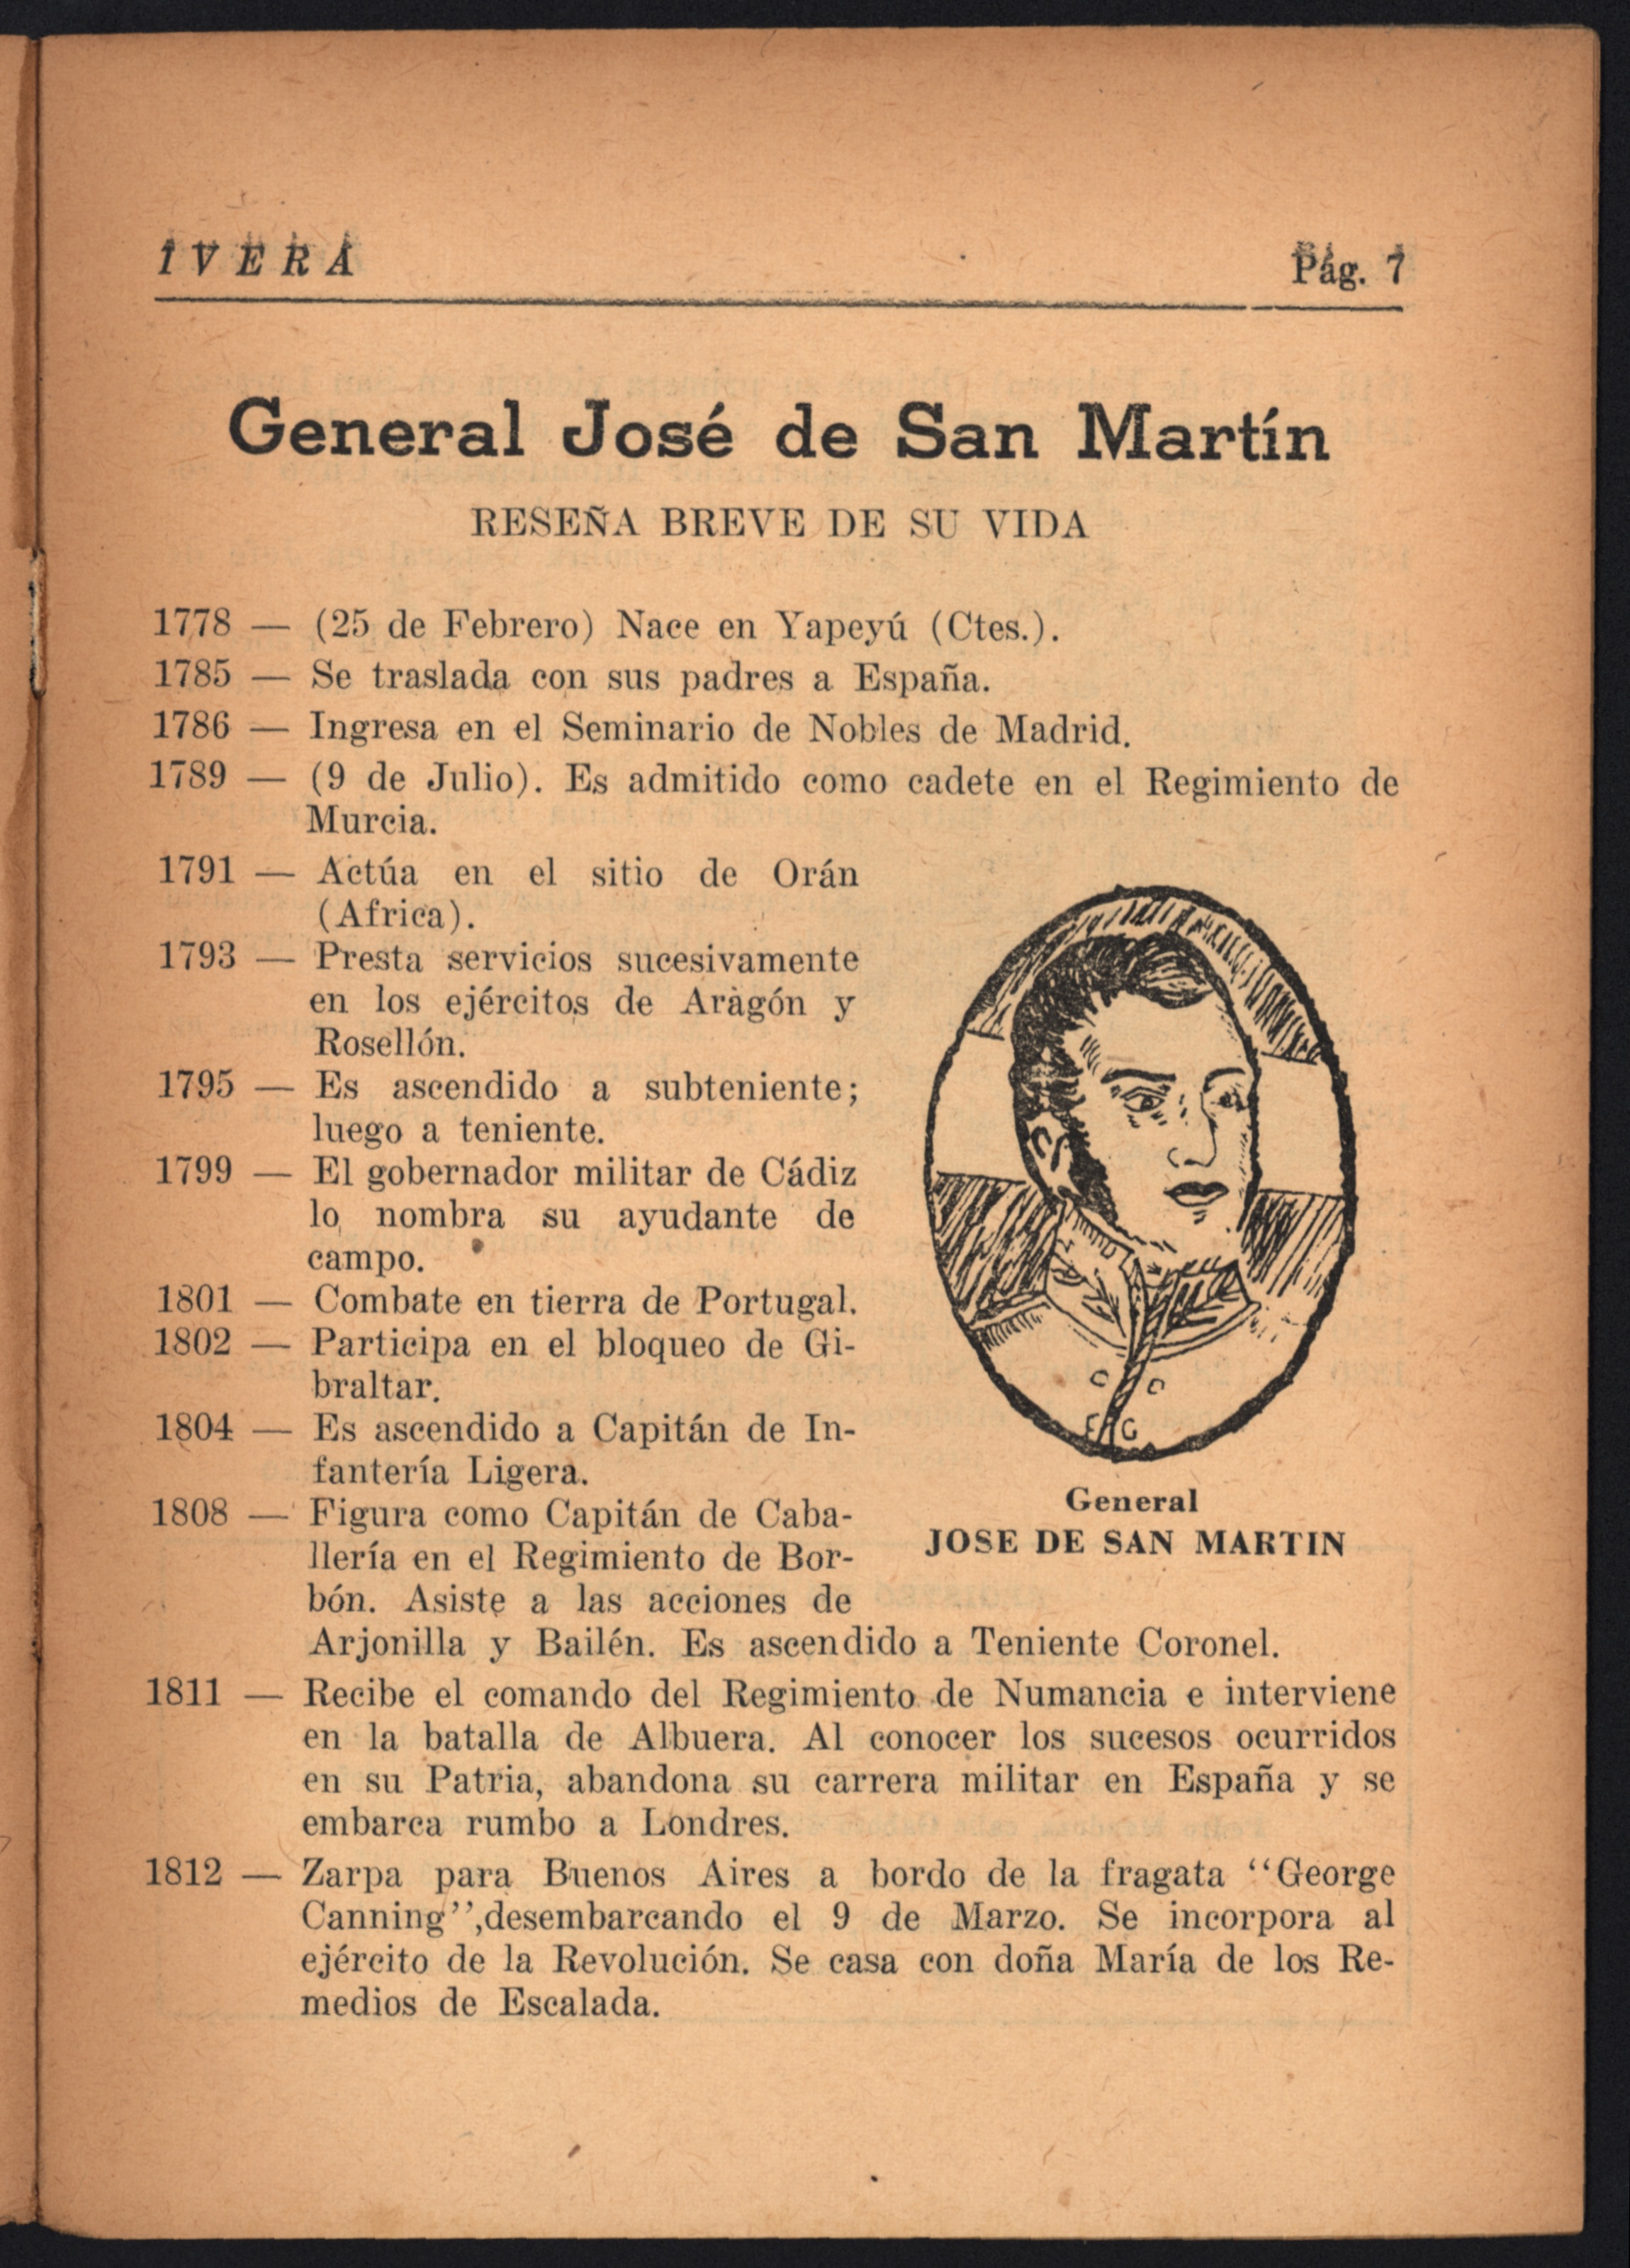 IVERA
Pág. 7
General José de San Martín
RESEÑA BREVE DE SU VIDA
1778 — (25 de Febrero) Nace en Yapeyú (Ctes.).
1785 — Se traslada con sus padres a España.
1786 — Ingresa en el Seminario de Nobles de Madrid.
1789 — (9 de Julio). Es admitido como cadete en el Regimiento de
Murcia.
1791 — Actúa en el sitio de Orán
(Africa).
1793 — Presta servicios sucesivamente
en los ejércitos de Aragón y
Rosellón.
1795 — Es ascendido a subteniente;
luego a teniente.
1799 — El gobernador militar de Cádiz
lo nombra su ayudante de
campo.
1801 — Combate en tierra de Portugal.
1802 — Participa en el bloqueo de Gi-
braltar.
1804 — Es ascendido a Capitán de In-
fantería Ligera.
1808 — Figura como Capitán de Caba-
llería en el Regimiento de Bor-
bón. Asiste a las acciones de
Arjonilla y Bailén. Es ascendido a Teniente Coronel.
General
JOSE DE SAN MARTIN
1811 — Recibe el comando del Regimiento de Numancia e interviene
en la batalla de Albuera. Al conocer los sucesos ocurridos
en su Patria, abandona su carrera militar en España y se
embarca rumbo a Londres.
1812 — Zarpa para Buenos Aires a bordo de la fragata "George
Canning",desembarcando el 9 de Marzo. Se incorpora al
ejército de la Revolución. Se casa con doña María de los Re-
medios de Escalada.